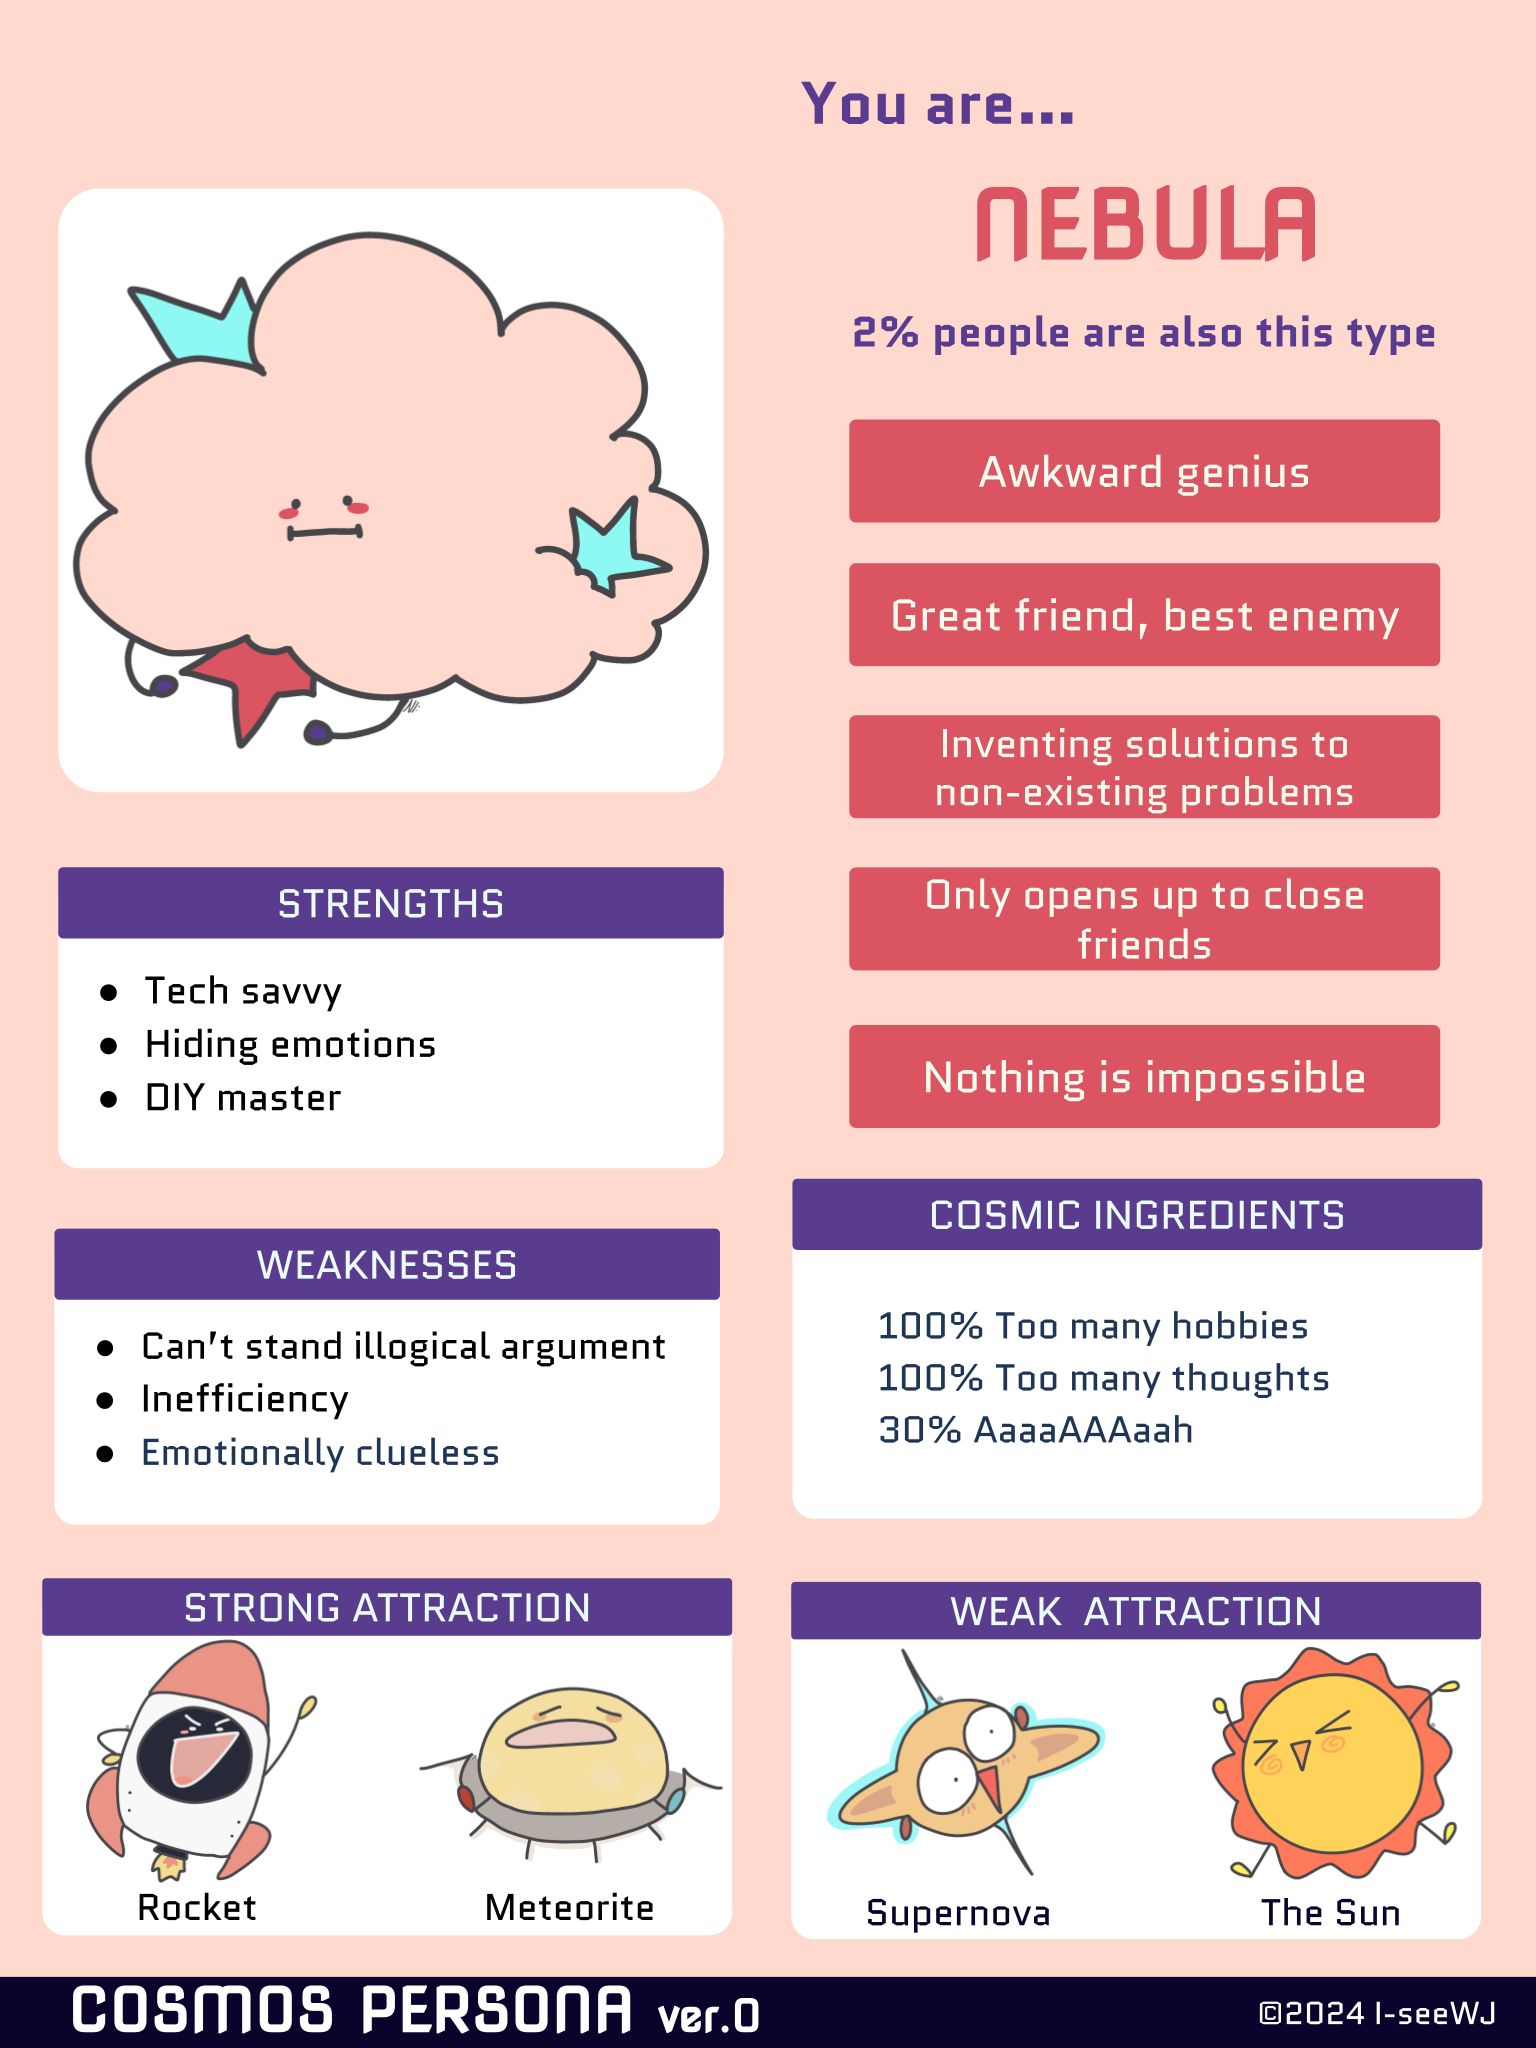 You are...
NEBULA
2% people are also this type
Awkward genius
Great friend, best enemy
Inventing solutions to
non-existing problems
Only opens up to close
friends
Nothing is impossible
STRENGTHS
● Tech savvy
● Hiding emotions
● DIY master
WEAKNESSES
● Can't stand illogical argument
● Inefficiency
● Emotionally clueless
COSMIC INGREDIENTS
100% Too many hobbies
100% Too many thoughts
30% AaaaAAAaah
STRONG ATTRACTION
Rocket
Meteorite
WEAK ATTRACTION
Supernova
The Sun
COSMOS PERSONA ver.0
©2024 I-seeWJ